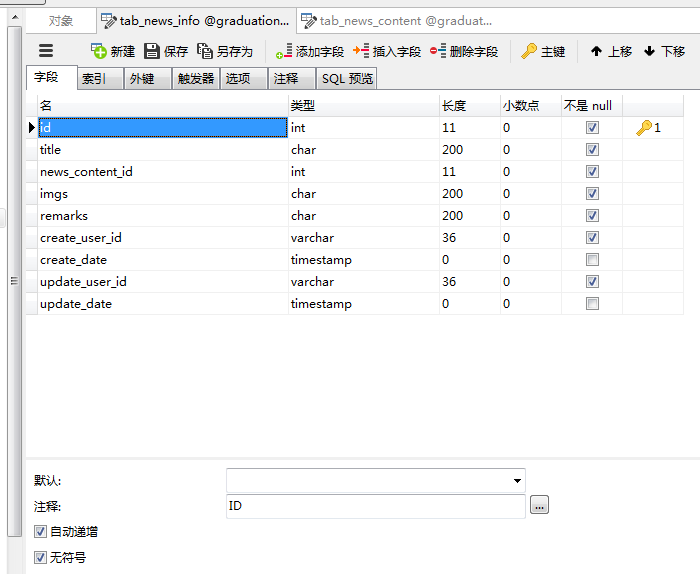 对象 tab_news_info @graduation... tab_news_content @graduat...
新建 保存 另存为 添加字段 插入字段 删除字段 主键 上移 下移
字段 索引 外键 触发器 选项 注释 SQL 预览
名 类型 长度 小数点 不是 null
id int 11 0 1
title char 200 0
news_content_id int 11 0
imgs char 200 0
remarks char 200 0
create_user_id varchar 36 0
create_date timestamp 0 0
update_user_id varchar 36 0
update_date timestamp 0 0
默认:
注释: ID ...
自动递增
无符号